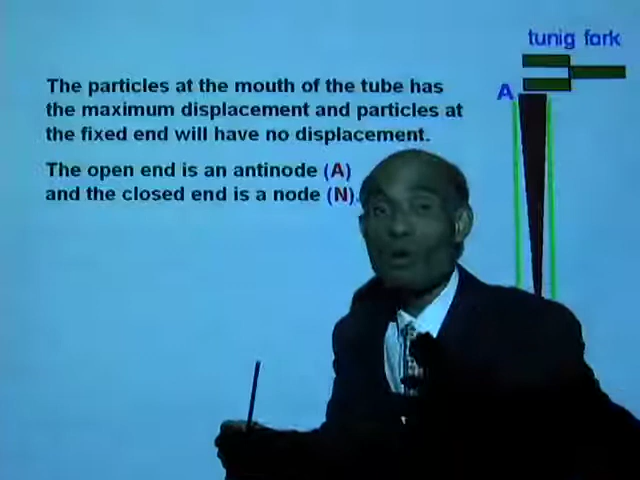 tunig fork
The particles at the mouth of the tube has
the maximum displacement and particles at
the fixed end will have no displacement.
The open end is an antinode (A)
and the closed end is a node (N).
A